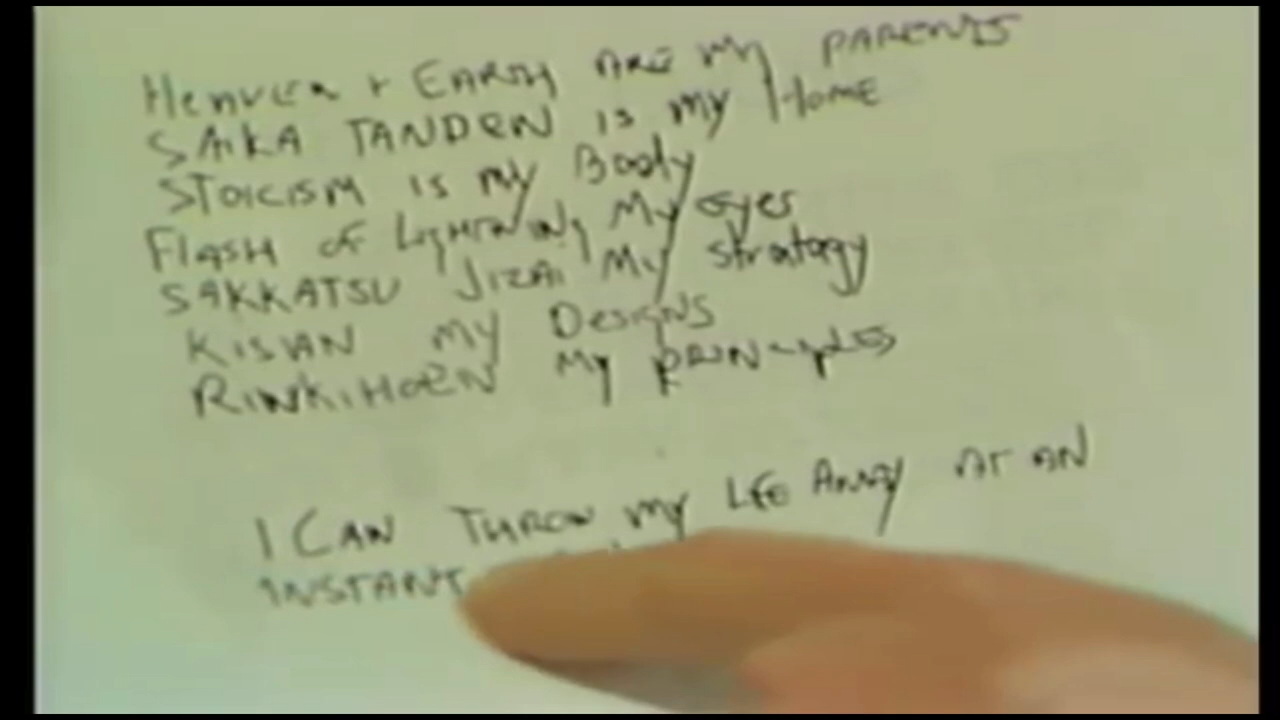 HEAVEN + EARTH ARE MY PARENTS
SAIKA TANDEN IS MY HOME
STOICISM IS MY BODY
FLASH OF LIGHTNING MY eyes
SAKKATSU JIZAI MY strategy
KISAN MY DESIGNS
RINKIHOEN MY PRINCIPLES
I CAN THROW MY LIFE AWAY AT AN
INSTANT